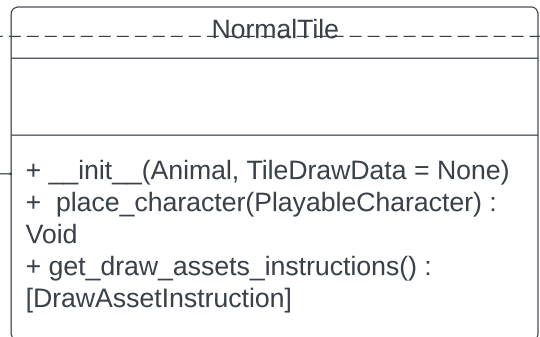 NormalTile
+ __init__(Animal, TileDrawData = None)
+  place_character(PlayableCharacter) :
Void
+ get_draw_assets_instructions() :
[DrawAssetInstruction]